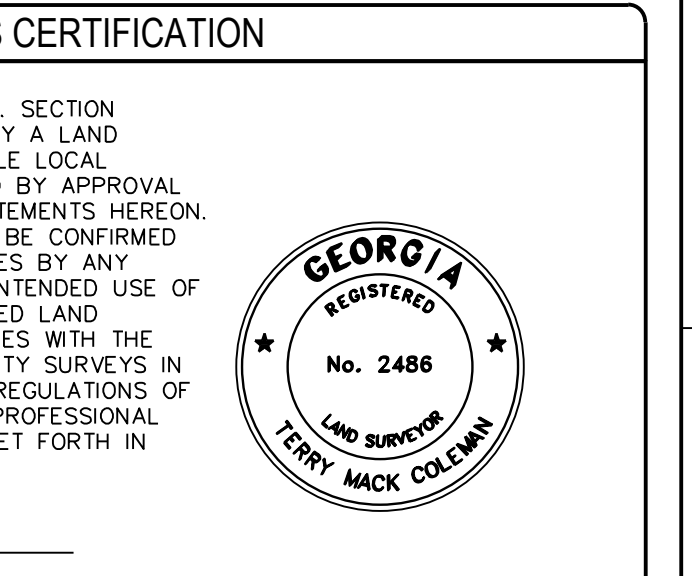 S CERTIFICATION
. SECTION
Y A LAND
LE LOCAL
BY APPROVAL
TEMENTS HEREON.
BE CONFIRMED
ES BY ANY
NTENDED USE OF
ED LAND
ES WITH THE
TY SURVEYS IN
REGULATIONS OF
PROFESSIONAL
ET FORTH IN
GEORGIA
REGISTERED
No. 2486
LAND SURVEYOR
TERRY MACK COLEMAN